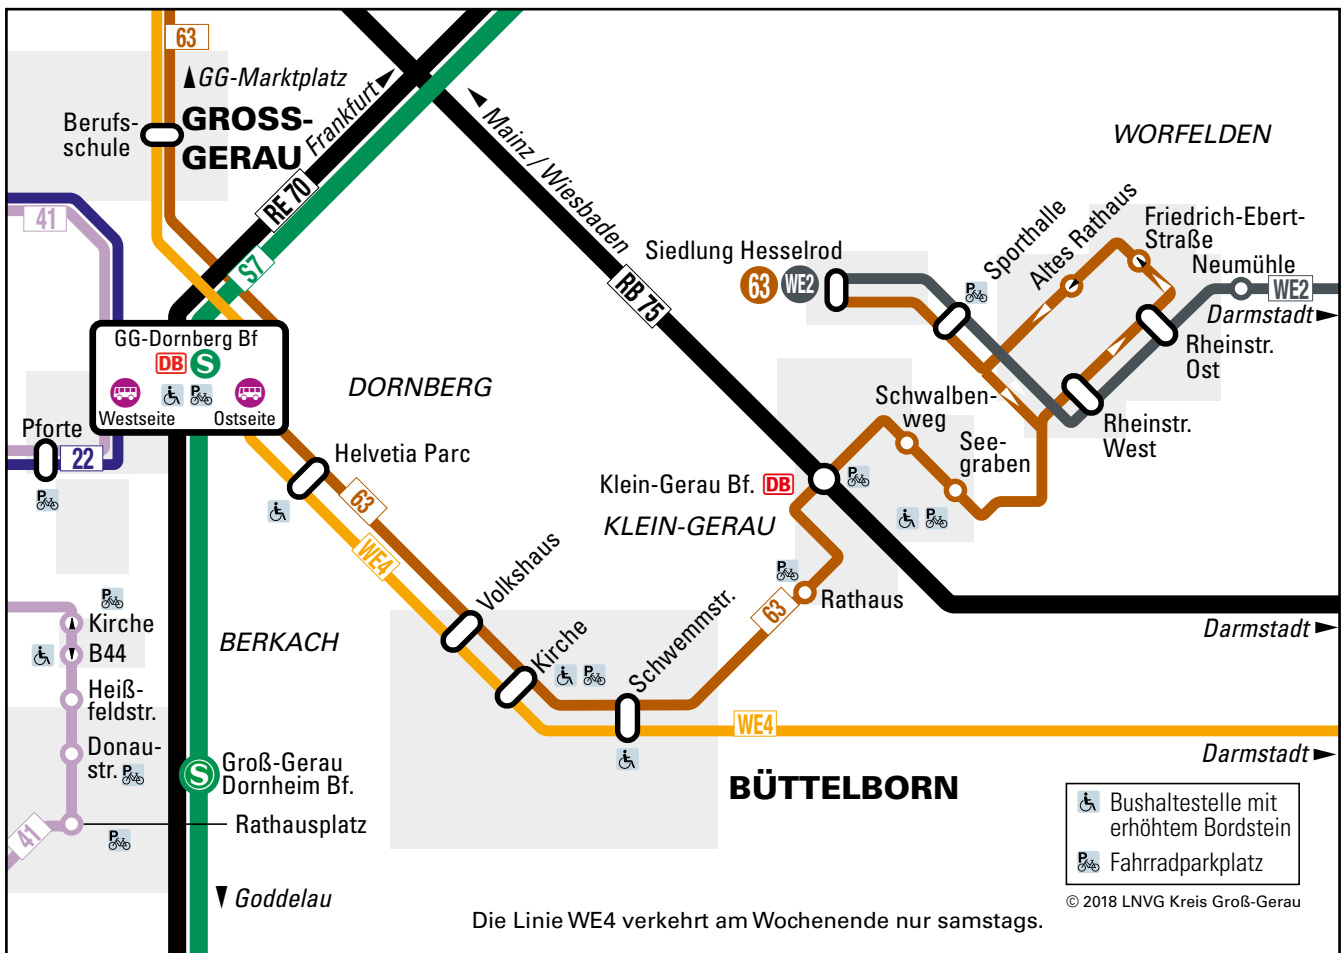 63
GG-Marktplatz
GROSS-
GERAU
Berufs-
schule
Frankfurt
RE 70
S7
Mainz / Wiesbaden
RB 75
WORFELDEN
Siedlung Hesselrod
63
WE2
Sporthalle
Altes Rathaus
Friedrich-Ebert-
Straße
Neumühle
WE2
Darmstadt
Rheinstr.
Ost
Rheinstr.
West
41
GG-Dornberg Bf
DB
S
P
Westseite
Ostseite
DORNBERG
Pforte
22
P
Helvetia Parc
63
WE4
Schwalben-
weg
See-
graben
P
P
Klein-Gerau Bf.
DB
P
KLEIN-GERAU
P
Rathaus
63
Volkshaus
Kirche
P
Schwemmstr.
Darmstadt
P
Kirche
B44
Heiß-
feldstr.
Donau-
str.
P
BERKACH
S
Groß-Gerau
Dornheim Bf.
Rathausplatz
41
P
Goddelau
WE4
Darmstadt
BÜTTELBORN
Bushaltestelle mit
erhöhtem Bordstein
P
Fahrradparkplatz
© 2018 LNVG Kreis Groß-Gerau
Die Linie WE4 verkehrt am Wochenende nur samstags.